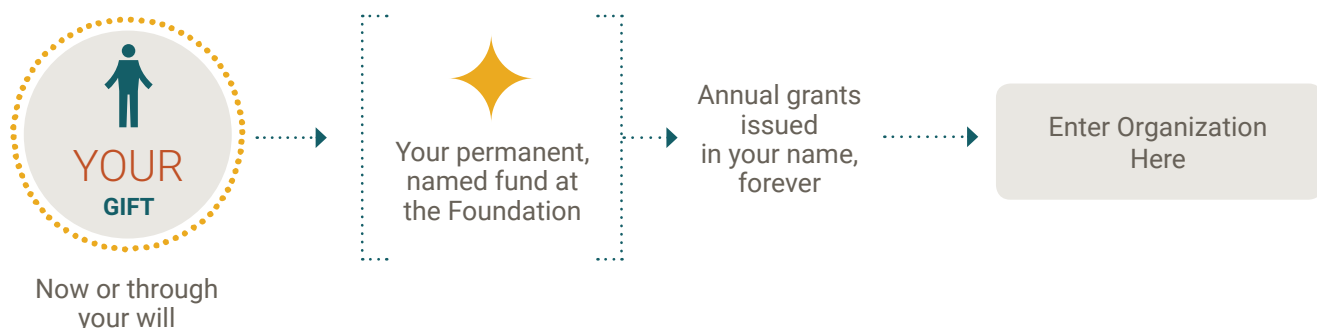 YOUR
GIFT
Now or through
your will
Your permanent,
named fund at
the Foundation
Annual grants
issued
in your name,
forever
Enter Organization
Here